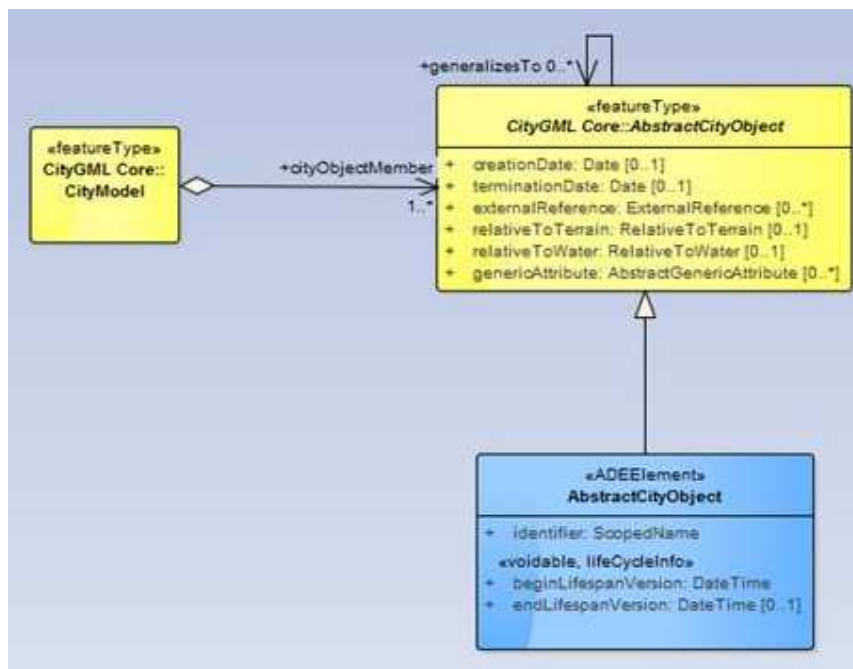 +generalizesTo 0..*
«featureType»
CityGML Core::AbstractCityObject
+ creationDate: Date [0..1]
+ terminationDate: Date [0..1]
+ externalReference: ExternalReference [0..*]
+ relativeToTerrain: RelativeToTerrain [0..1]
+ relativeToWater: RelativeToWater [0..1]
+ genericAttribute: AbstractGenericAttribute [0..*]
«featureType»
CityGML Core::
CityModel
+cityObjectMember
1..*
«ADEElement»
AbstractCityObject
+ identifier: ScopedName
«voidable, lifeCycleInfo»
+ beginLifespanVersion: DateTime
+ endLifespanVersion: DateTime [0..1]